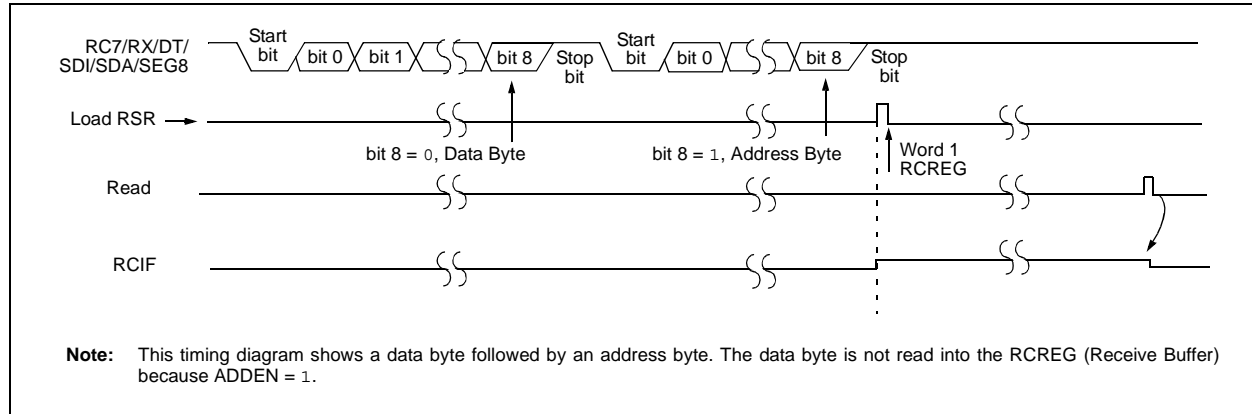 RC7/RX/DT/
SDI/SDA/SEG8
Start
bit
bit 0
bit 1
bit 8
Stop
bit
Start
bit
bit 0
bit 8
Stop
bit
Load RSR
bit 8 = 0, Data Byte
bit 8 = 1, Address Byte
Word 1
RCREG
Read
RCIF
Note: This timing diagram shows a data byte followed by an address byte. The data byte is not read into the RCREG (Receive Buffer)
because ADDEN = 1.